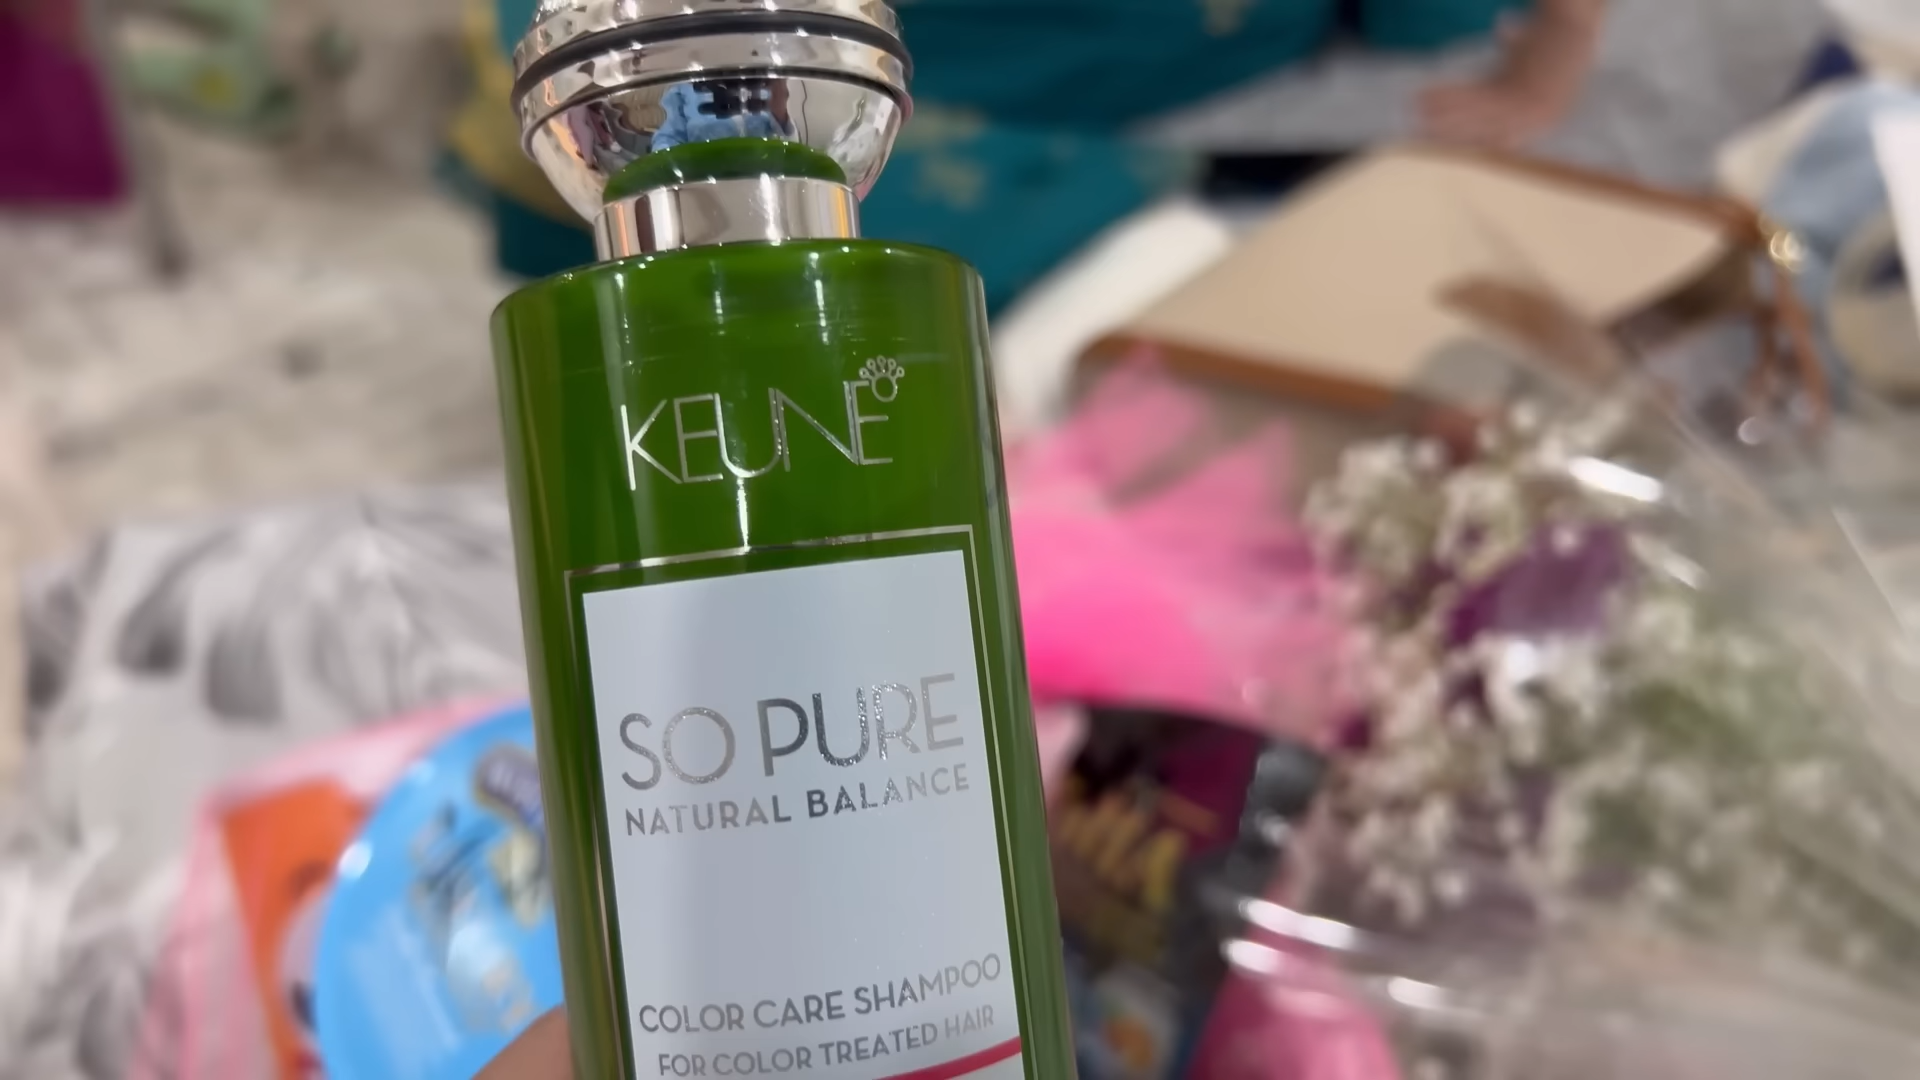 KEUNE
SO PURE
NATURAL BALANCE
COLOR CARE SHAMPOO
FOR COLOR TREATED HAIR